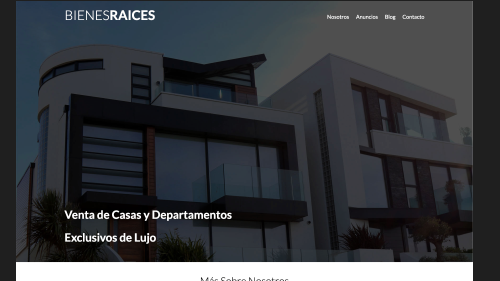 BIENESRAICES
Nosotros Anuncios Blog Contacto
Venta de Casas y Departamentos
Exclusivos de Lujo
Más Sobre Nosotros